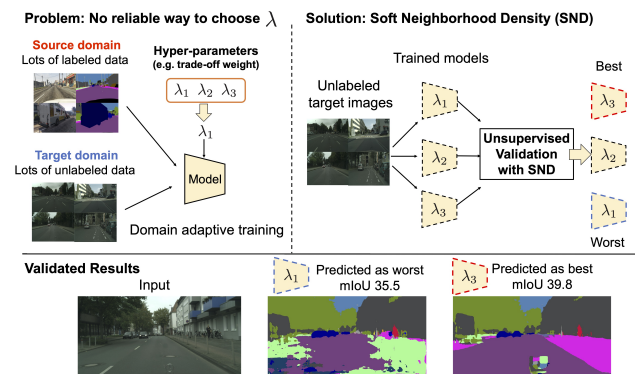 Problem: No reliable way to choose λ
Source domain
Lots of labeled data
Hyper-parameters
(e.g. trade-off weight)
λ₁ λ₂ λ₃
λ₁
Target domain
Lots of unlabeled data
Model
Domain adaptive training
Solution: Soft Neighborhood Density (SND)
Trained models
Unlabeled
target images
λ₁
λ₂
λ₃
Unsupervised
Validation
with SND
Best
λ₃
λ₂
λ₁
Worst
Validated Results
Input
λ₁
Predicted as worst
mIoU 35.5
λ₃
Predicted as best
mIoU 39.8